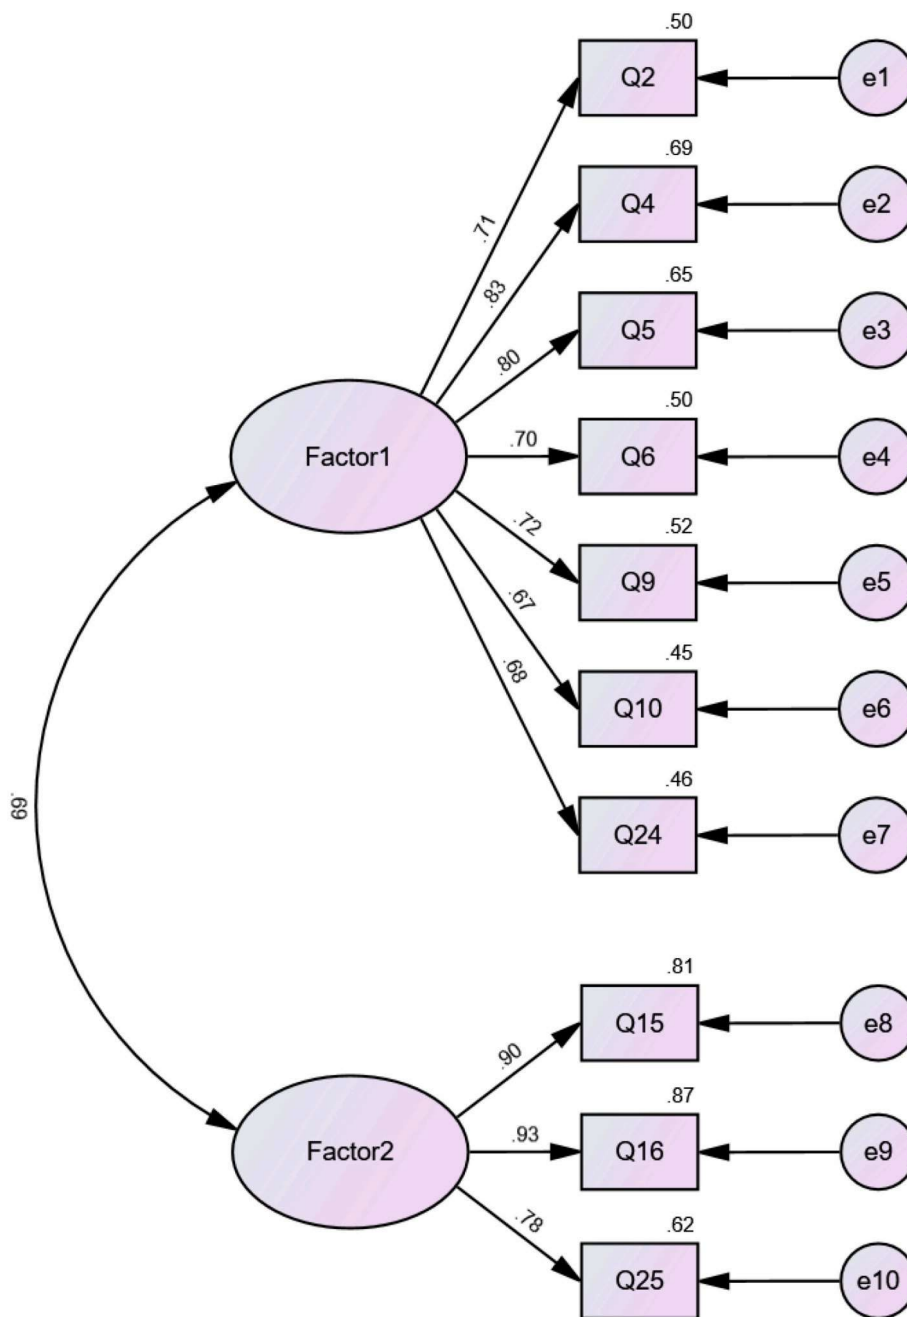 .50
Q2
e1
.71
.69
Q4
e2
.83
.65
Q5
e3
.80
.50
Factor1
.70
Q6
e4
.72
.52
Q9
e5
.67
.45
Q10
e6
.68
.46
Q24
e7
.69
.81
Q15
e8
.90
.87
Factor2
.93
Q16
e9
.78
.62
Q25
e10